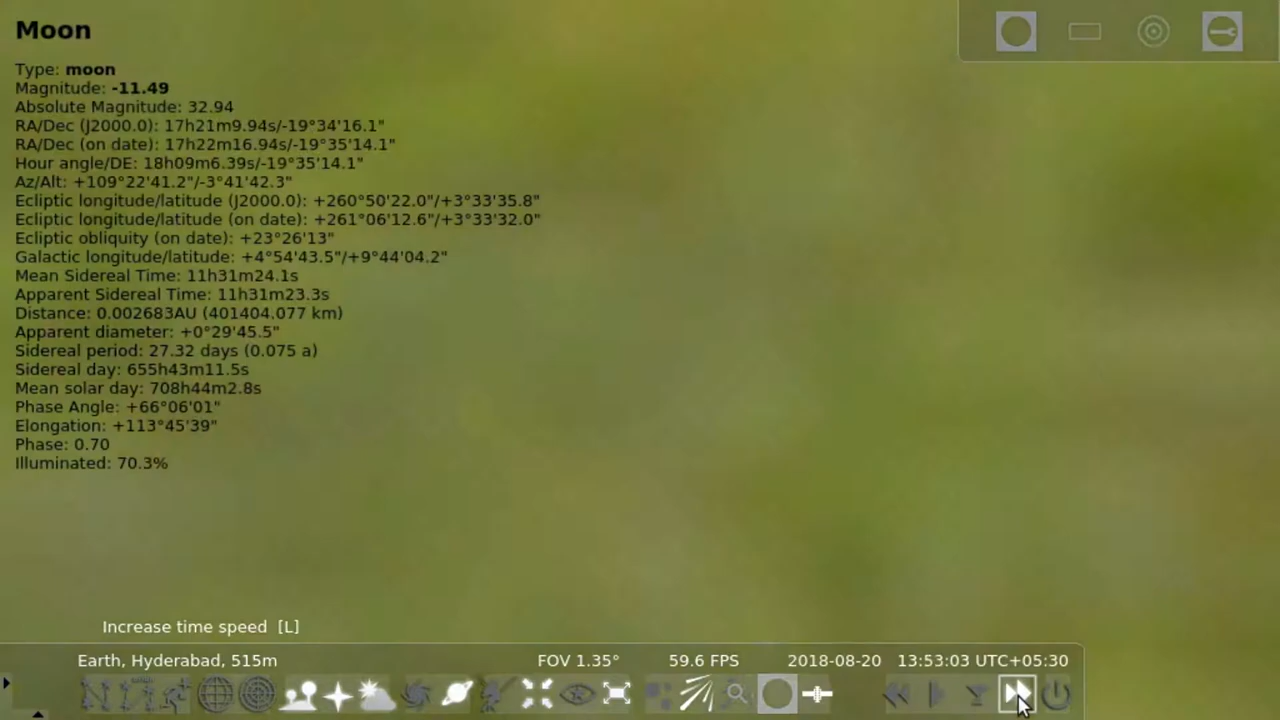 Moon
Type: moon
Magnitude: -11.49
Absolute Magnitude: 32.94
RA/Dec (J2000.0): 17h21m9.94s/-19°34'16.1"
RA/Dec (on date): 17h22m16.94s/-19°35'14.1"
Hour angle/DE: 18h09m6.39s/-19°35'14.1"
Az/Alt: +109°22'41.2"/-3°41'42.3"
Ecliptic longitude/latitude (J2000.0): +260°50'22.0"/+3°33'35.8"
Ecliptic longitude/latitude (on date): +261°06'12.6"/+3°33'32.0"
Ecliptic obliquity (on date): +23°26'13"
Galactic longitude/latitude: +4°54'43.5"/+9°44'04.2"
Mean Sidereal Time: 11h31m24.1s
Apparent Sidereal Time: 11h31m23.3s
Distance: 0.002683AU (401404.077 km)
Apparent diameter: +0°29'45.5"
Sidereal period: 27.32 days (0.075 a)
Sidereal day: 655h43m11.5s
Mean solar day: 708h44m2.8s
Phase Angle: +66°06'01"
Elongation: +113°45'39"
Phase: 0.70
Illuminated: 70.3%
Increase time speed [L]
Earth, Hyderabad, 515m FOV 1.35° 59.6 FPS 2018-08-20 13:53:03 UTC+05:30